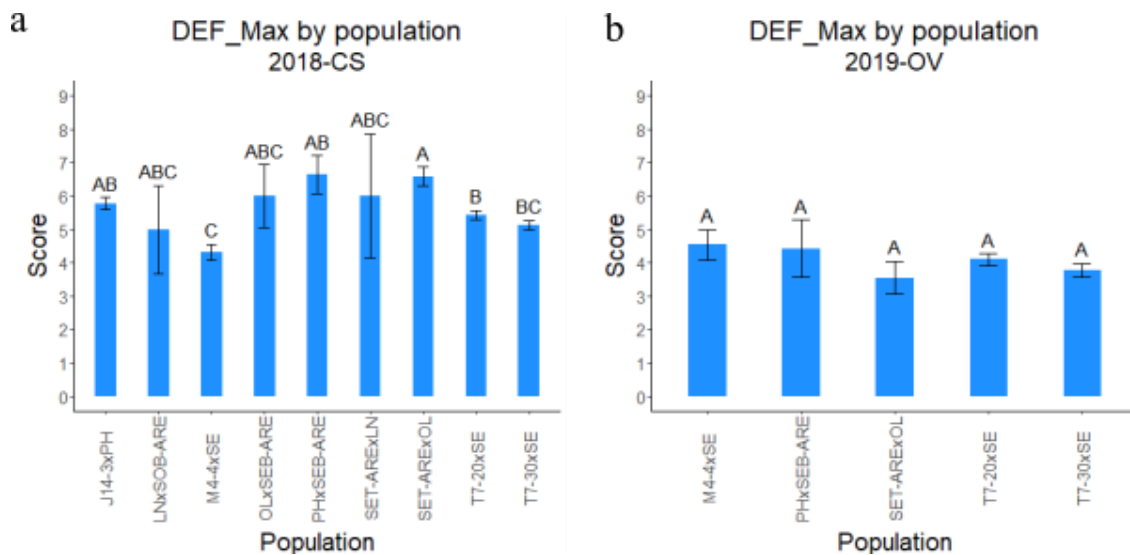 a
DEF_Max by population
2018-CS
Score
9
8
7
6
5
4
3
2
1
0
AB
ABC
C
ABC
AB
ABC
A
B
BC
J14-3xPH
LNxSOB-ARE
M4-4xSE
OLxSEB-ARE
PHxSEB-ARE
SET-ARExLN
SET-ARExOL
T7-20xSE
T7-30xSE
Population
b
DEF_Max by population
2019-OV
Score
9
8
7
6
5
4
3
2
1
0
A
A
A
A
A
M4-4xSE
PHxSEB-ARE
SET-ARExOL
T7-20xSE
T7-30xSE
Population